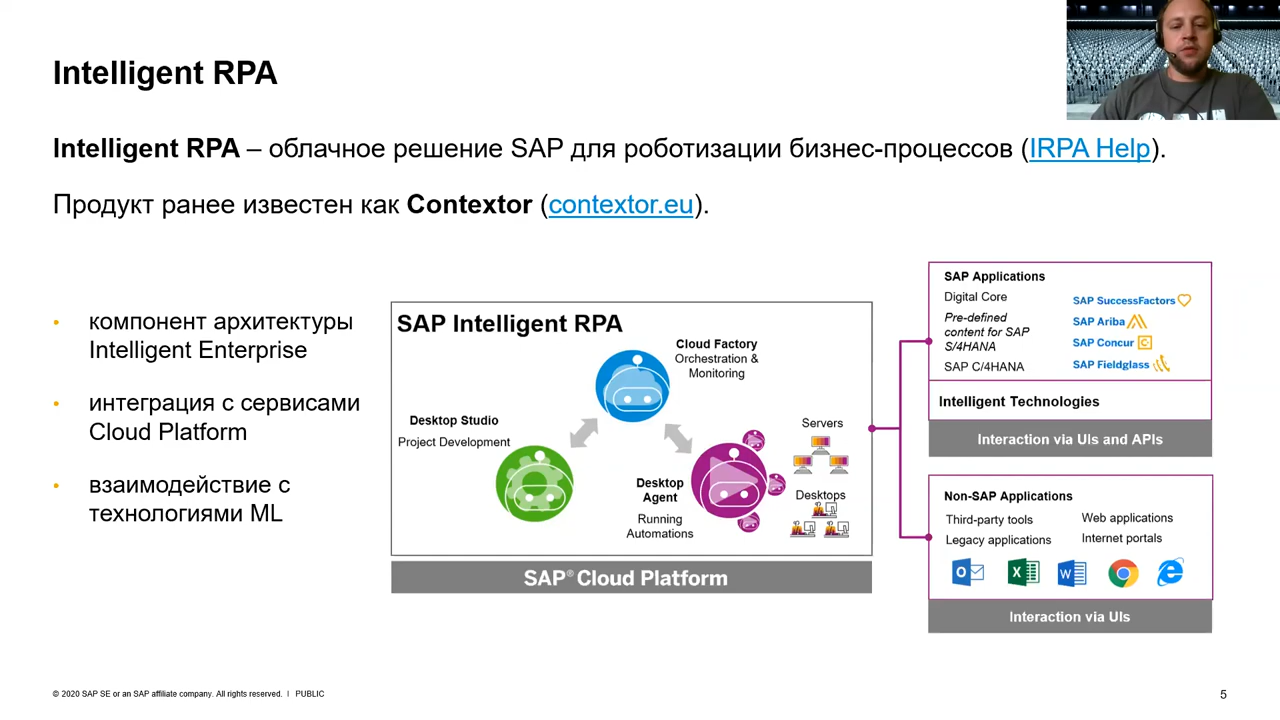 Intelligent RPA
Intelligent RPA – облачное решение SAP для роботизации бизнес-процессов (IRPA Help).
Продукт ранее известен как Contextor (contextor.eu).
• компонент архитектуры
Intelligent Enterprise
• интеграция с сервисами
Cloud Platform
• взаимодействие с
технологиями ML
SAP Intelligent RPA
Cloud Factory
Orchestration &
Monitoring
Desktop Studio
Project Development
Desktop
Agent
Running
Automations
Servers
Desktops
SAP® Cloud Platform
SAP Applications
Digital Core
Pre-defined
content for SAP
S/4HANA
SAP C/4HANA
SAP SuccessFactors
SAP Ariba
SAP Concur C
SAP Fieldglass
Intelligent Technologies
Interaction via UIs and APIs
Non-SAP Applications
Third-party tools
Legacy applications
Web applications
Internet portals
Interaction via UIs
© 2020 SAP SE or an SAP affiliate company. All rights reserved. ǀ PUBLIC
5